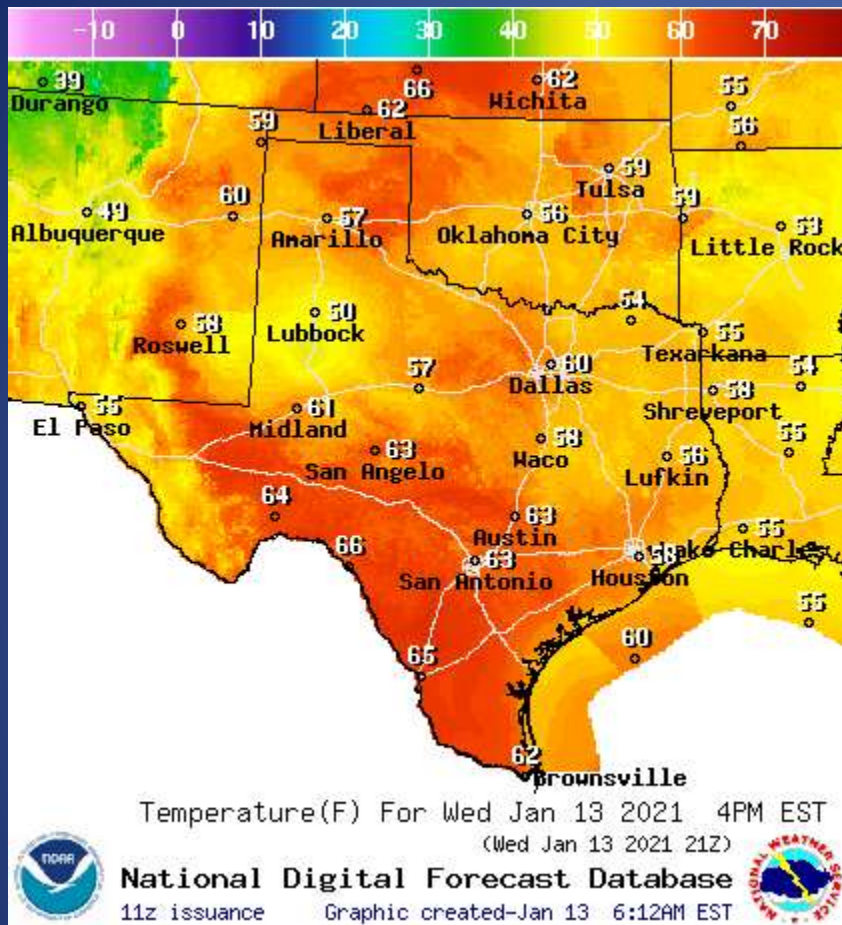 -10 0 10 20 30 40 50 60 70
39 66 62 55
Durango 62 Wichita
Liberal
59 56
59
60 Tulsa
49 57 56 59 53
Albuquerque Amarillo Oklahoma City Little Rock
50 54
58 Lubbock 55
Roswell Texarkana
57 60 54
Dallas 58
55 61 Shreveport
El Paso Midland
63 58 55
San Angelo Waco 56
Lufkin
64 63 55
Austin Lake Charles
66 63 58
San Antonio Houston
55
60
65
62
Brownsville
Temperature(F) For Wed Jan 13 2021 4PM EST
(Wed Jan 13 2021 21Z)
National Digital Forecast Database
11z issuance Graphic created-Jan 13 6:12AM EST
NOAA
NATIONAL WEATHER SERVICE